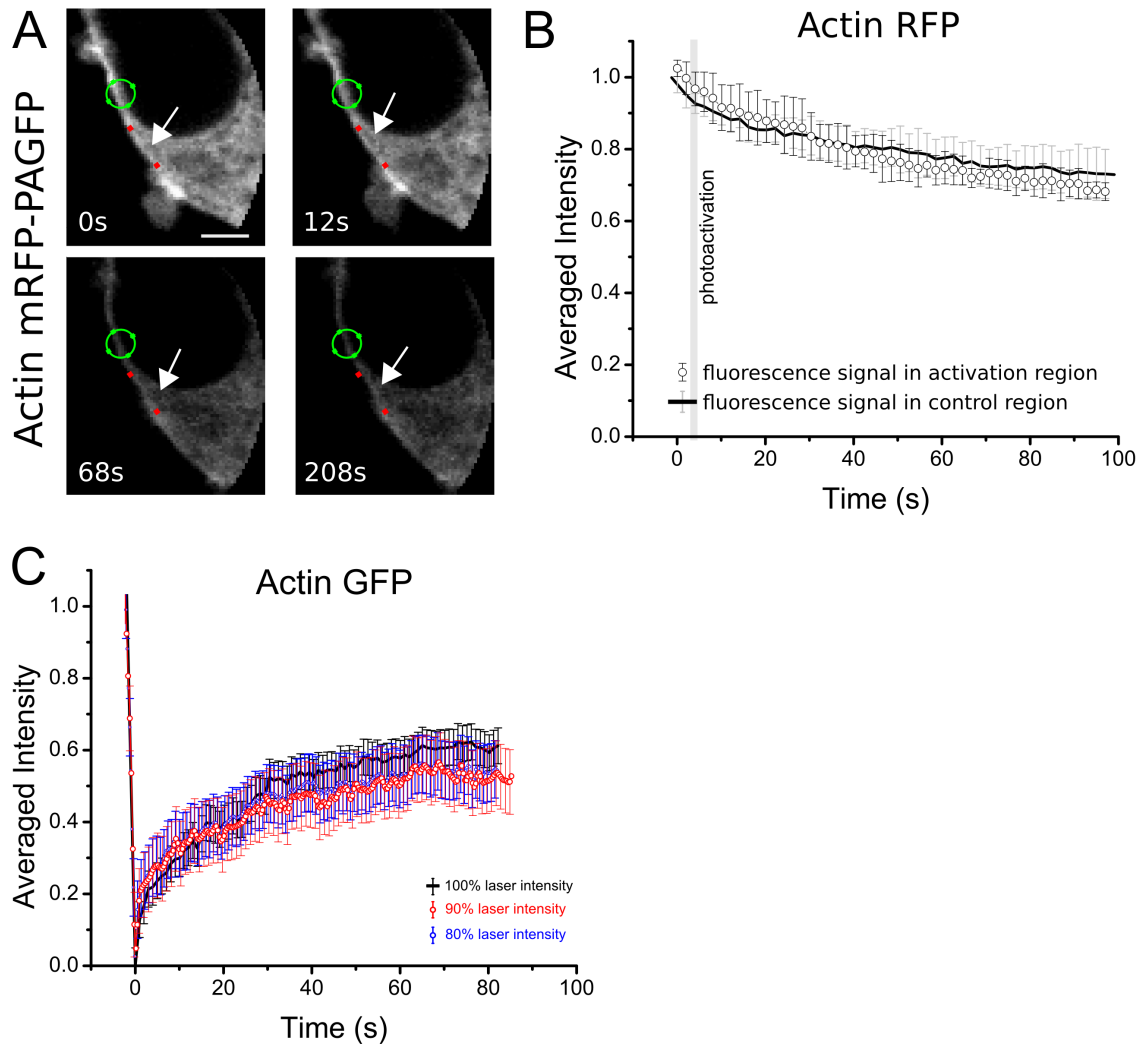 A
Actin mRFP-PAGFP
0s
12s
68s
208s
B
Actin RFP
Averaged Intensity
1.0
0.8
0.6
0.4
0.2
0.0
photoactivation
fluorescence signal in activation region
fluorescence signal in control region
0
20
40
60
80
100
Time (s)
C
Actin GFP
Averaged Intensity
1.0
0.8
0.6
0.4
0.2
0.0
100% laser intensity
90% laser intensity
80% laser intensity
0
20
40
60
80
100
Time (s)